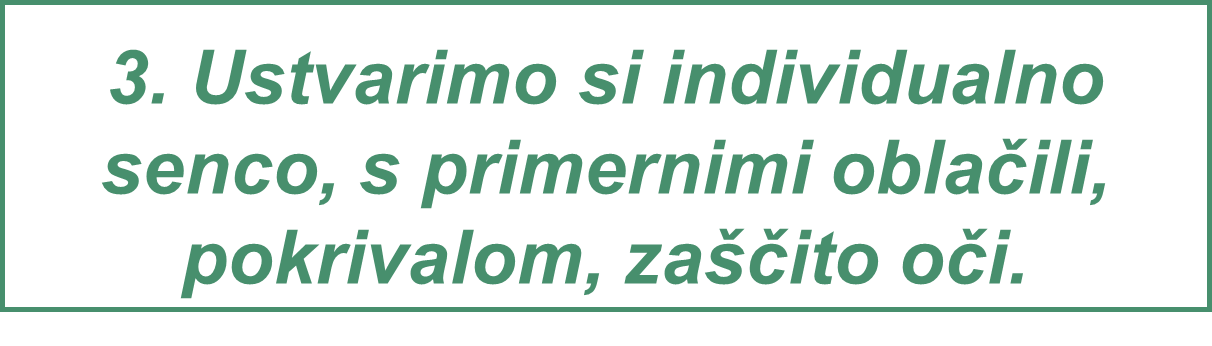 3. Ustvarimo si individualno
senco, s primernimi oblačili,
pokrivalom, zaščito oči.